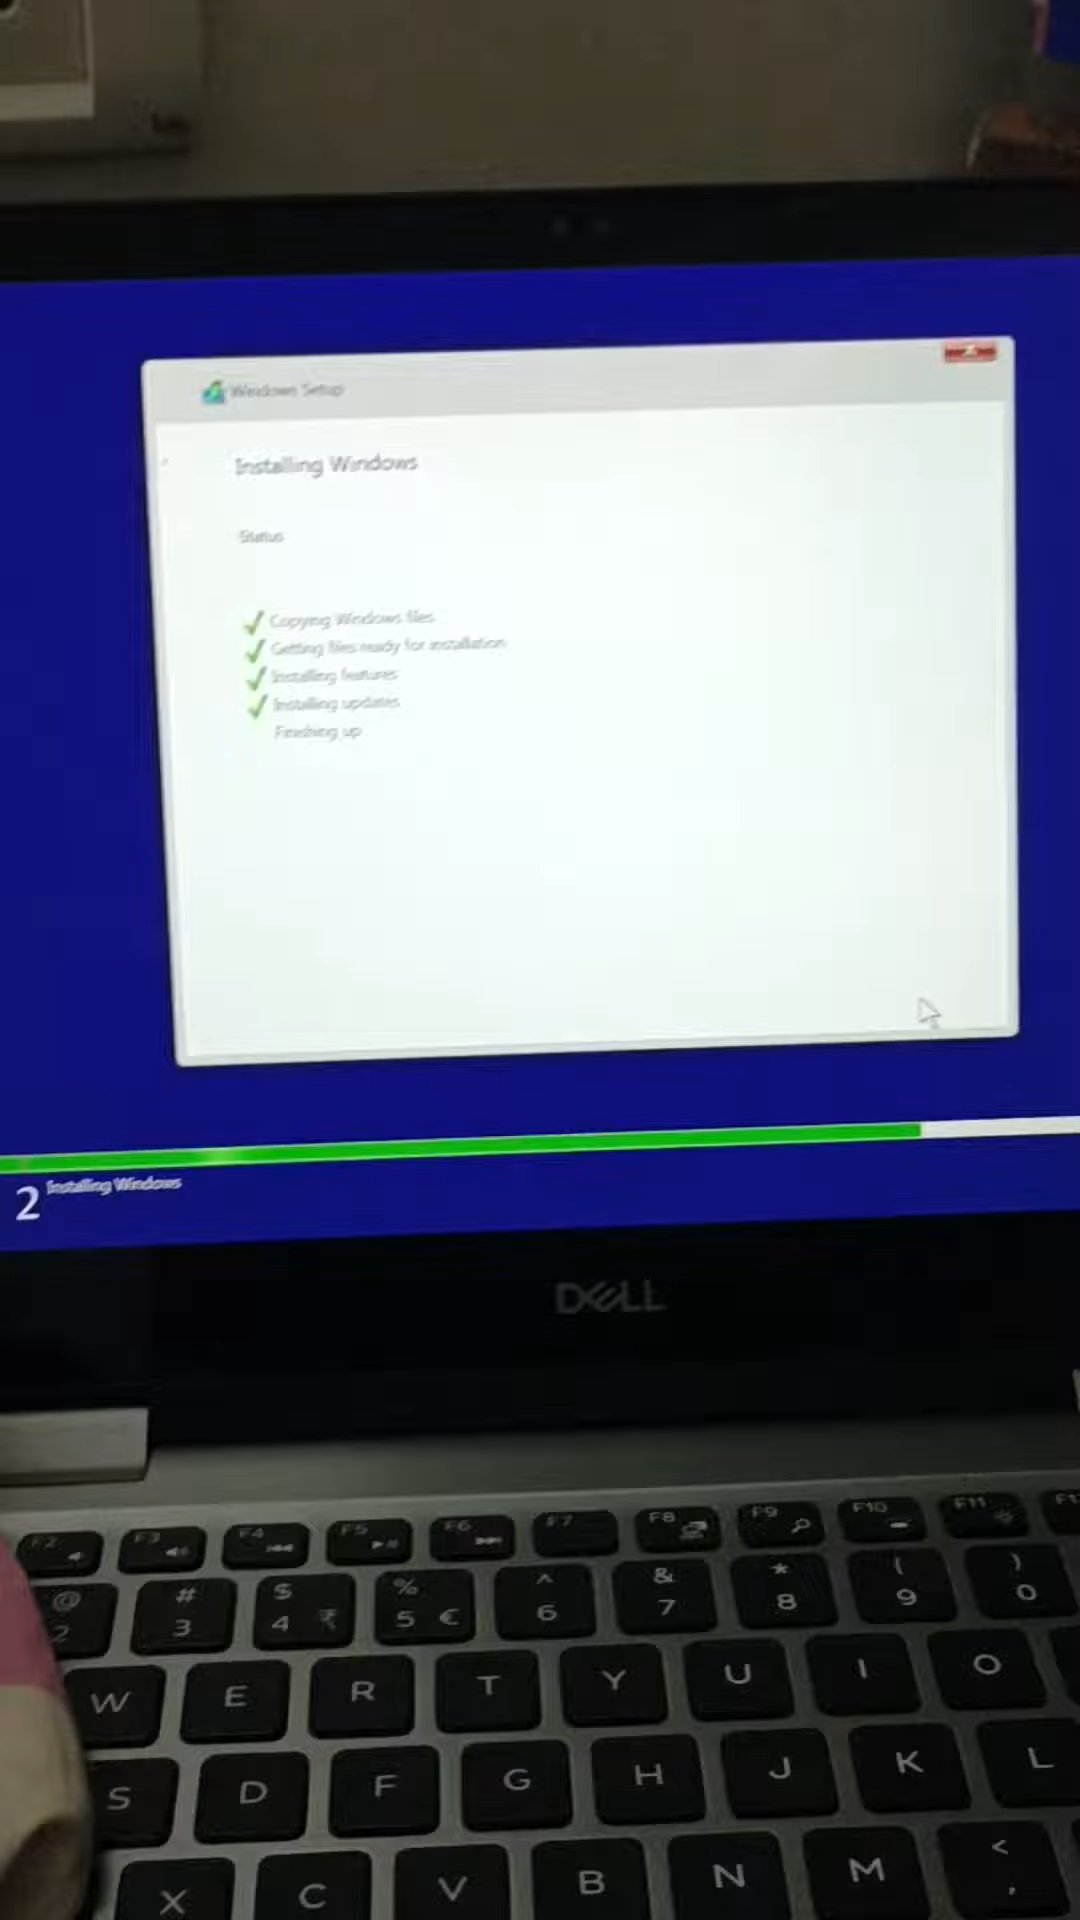 Windows Setup
Installing Windows
Status
Copying Windows files
Getting files ready for installation
Installing features
Installing updates
Finishing up
2 Installing Windows
DELL
F2 F3 F4 F5 F6 F7 F8 F9 F10 F11 F1
@ # $ % ^ & * ( )
2 3 4 ₹ 5 € 6 7 8 9 0
W E R T Y U I O
S D F G H J K L
X C V B N M < ,